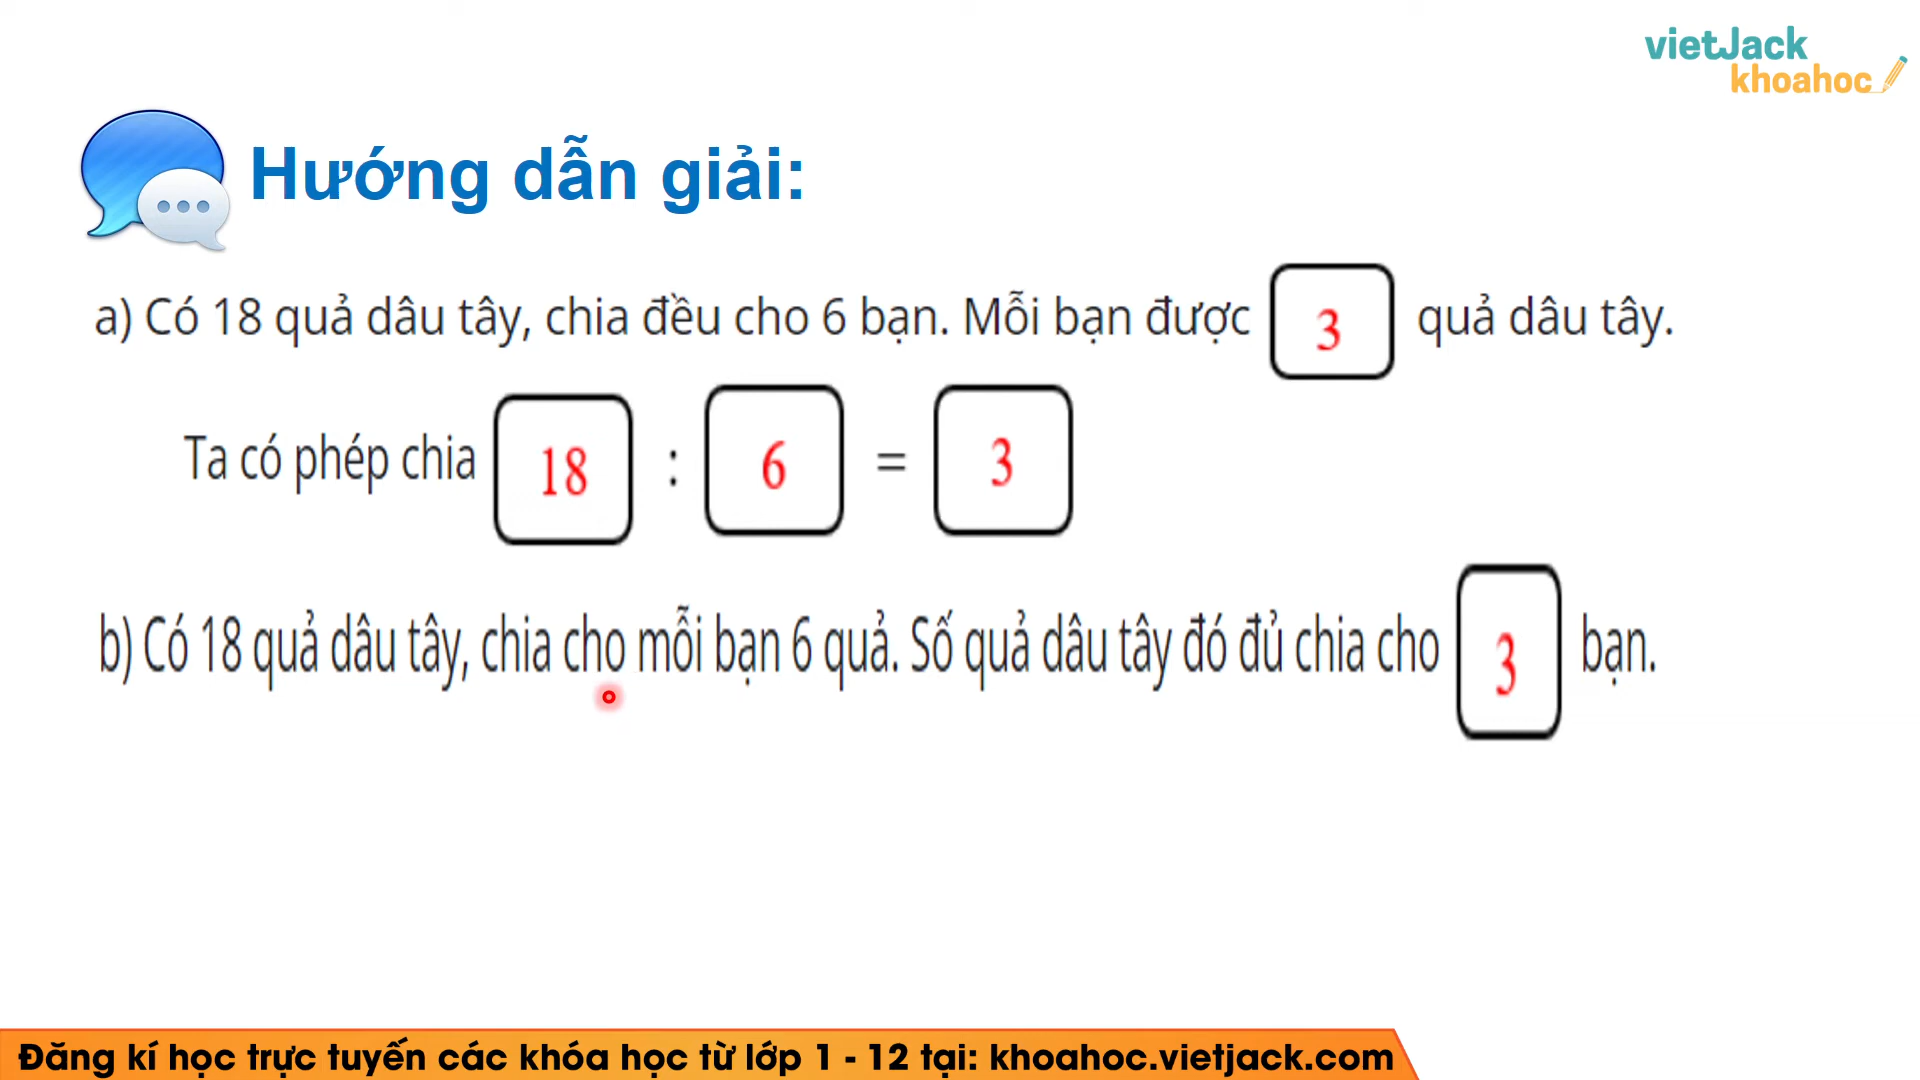 vietJack
khoahoc
Hướng dẫn giải:
a) Có 18 quả dâu tây, chia đều cho 6 bạn. Mỗi bạn được 3 quả dâu tây.
Ta có phép chia 18 : 6 = 3
b) Có 18 quả dâu tây, chia cho mỗi bạn 6 quả. Số quả dâu tây đó đủ chia cho 3 bạn.
Đăng kí học trực tuyến các khóa học từ lớp 1 - 12 tại: khoahoc.vietjack.com